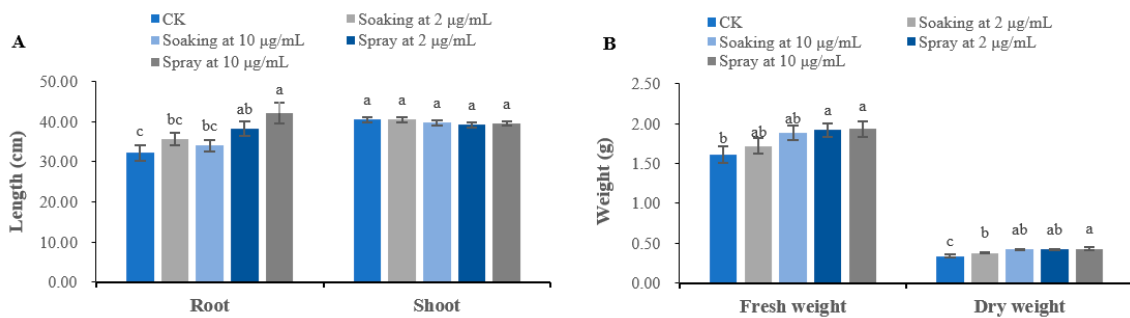 A
CK
Soaking at 2 µg/mL
Soaking at 10 µg/mL
Spray at 2 µg/mL
Spray at 10 µg/mL
Length (cm)
50.00
40.00
30.00
20.00
10.00
0.00
c
bc
bc
ab
a
a
a
a
a
a
Root
Shoot
B
CK
Soaking at 2 µg/mL
Soaking at 10 µg/mL
Spray at 2 µg/mL
Spray at 10 µg/mL
Weight (g)
2.50
2.00
1.50
1.00
0.50
0.00
b
ab
ab
a
a
c
b
ab
ab
a
Fresh weight
Dry weight